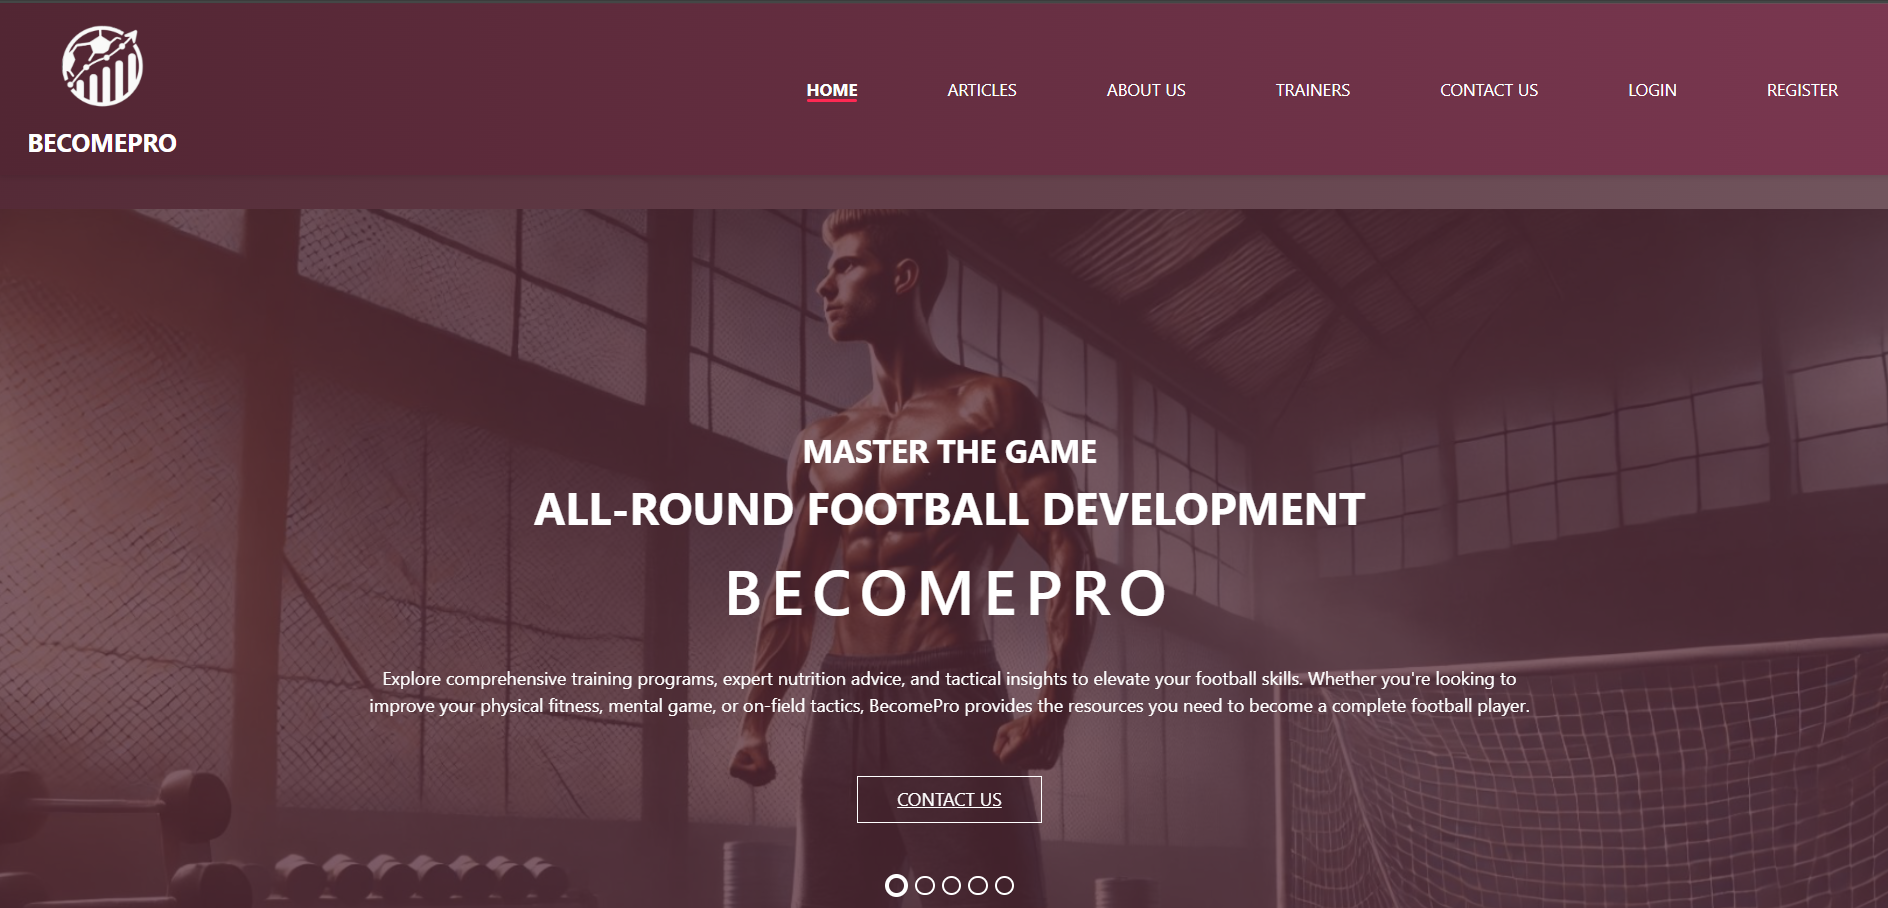 BECOMEPRO
HOME
ARTICLES
ABOUT US
TRAINERS
CONTACT US
LOGIN
REGISTER
MASTER THE GAME
ALL-ROUND FOOTBALL DEVELOPMENT
BECOMEPRO
Explore comprehensive training programs, expert nutrition advice, and tactical insights to elevate your football skills. Whether you're looking to
improve your physical fitness, mental game, or on-field tactics, BecomePro provides the resources you need to become a complete football player.
CONTACT US